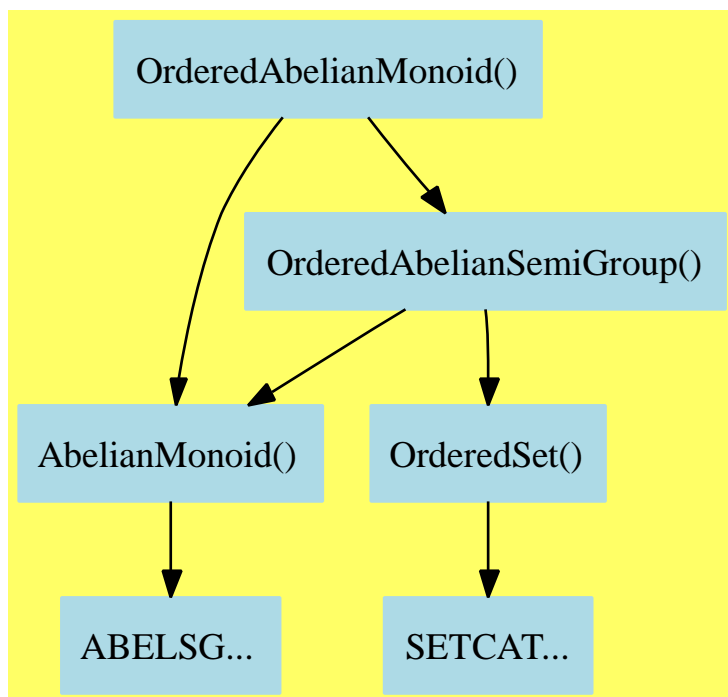 OrderedAbelianMonoid()
OrderedAbelianSemiGroup()
AbelianMonoid()
OrderedSet()
ABELSG...
SETCAT...